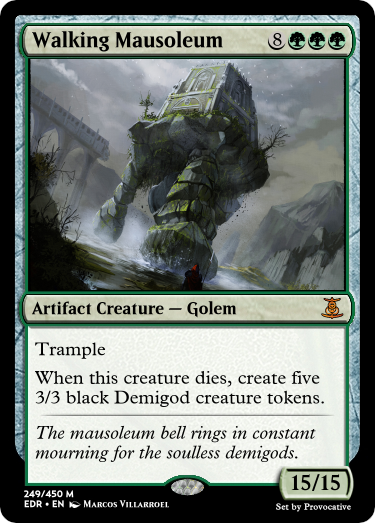 Walking Mausoleum 8
Artifact Creature — Golem
Trample
When this creature dies, create five
3/3 black Demigod creature tokens.
The mausoleum bell rings in constant
mourning for the soulless demigods.
15/15
249/450 M
EDR • EN Marcos Villarroel
Set by Provocative